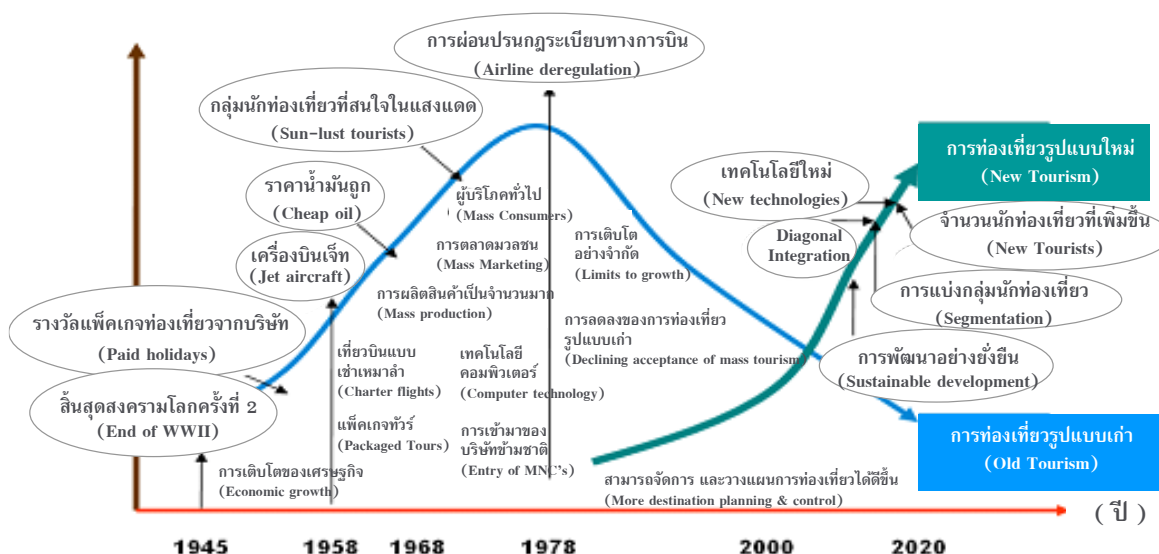 การผ่อนปรนกฎระเบียบทางการบิน
(Airline deregulation)
กลุ่มนักท่องเที่ยวที่สนใจในแสงแดด
(Sun-lust tourists)
ราคาน้ำมันถูก
(Cheap oil)
เครื่องบินเจ็ท
(Jet aircraft)
รางวัลแพ็คเกจท่องเที่ยวจากบริษัท
(Paid holidays)
สิ้นสุดสงครามโลกครั้งที่ 2
(End of WWII)
ผู้บริโภคทั่วไป
(Mass Consumers)
การตลาดมวลชน
(Mass Marketing)
การผลิตสินค้าเป็นจำนวนมาก
(Mass production)
เที่ยวบินแบบ
เช่าเหมาลำ
(Charter flights)
แพ็คเกจทัวร์
(Packaged Tours)
เทคโนโลยี
คอมพิวเตอร์
(Computer technology)
การเข้ามาของ
บริษัทข้ามชาติ
(Entry of MNC's)
การเติบโตของเศรษฐกิจ
(Economic growth)
การเติบโต
อย่างจำกัด
(Limits to growth)
การลดลงของการท่องเที่ยว
รูปแบบเก่า
(Declining acceptance of mass tourism)
สามารถจัดการ และวางแผนการท่องเที่ยวได้ดีขึ้น
(More destination planning & control)
เทคโนโลยีใหม่
(New technologies)
Diagonal
Integration
การท่องเที่ยวรูปแบบใหม่
(New Tourism)
จำนวนนักท่องเที่ยวที่เพิ่มขึ้น
(New Tourists)
การแบ่งกลุ่มนักท่องเที่ยว
(Segmentation)
การพัฒนาอย่างยั่งยืน
(Sustainable development)
การท่องเที่ยวรูปแบบเก่า
(Old Tourism)
(ปี)
1945 1958 1968 1978 2000 2020